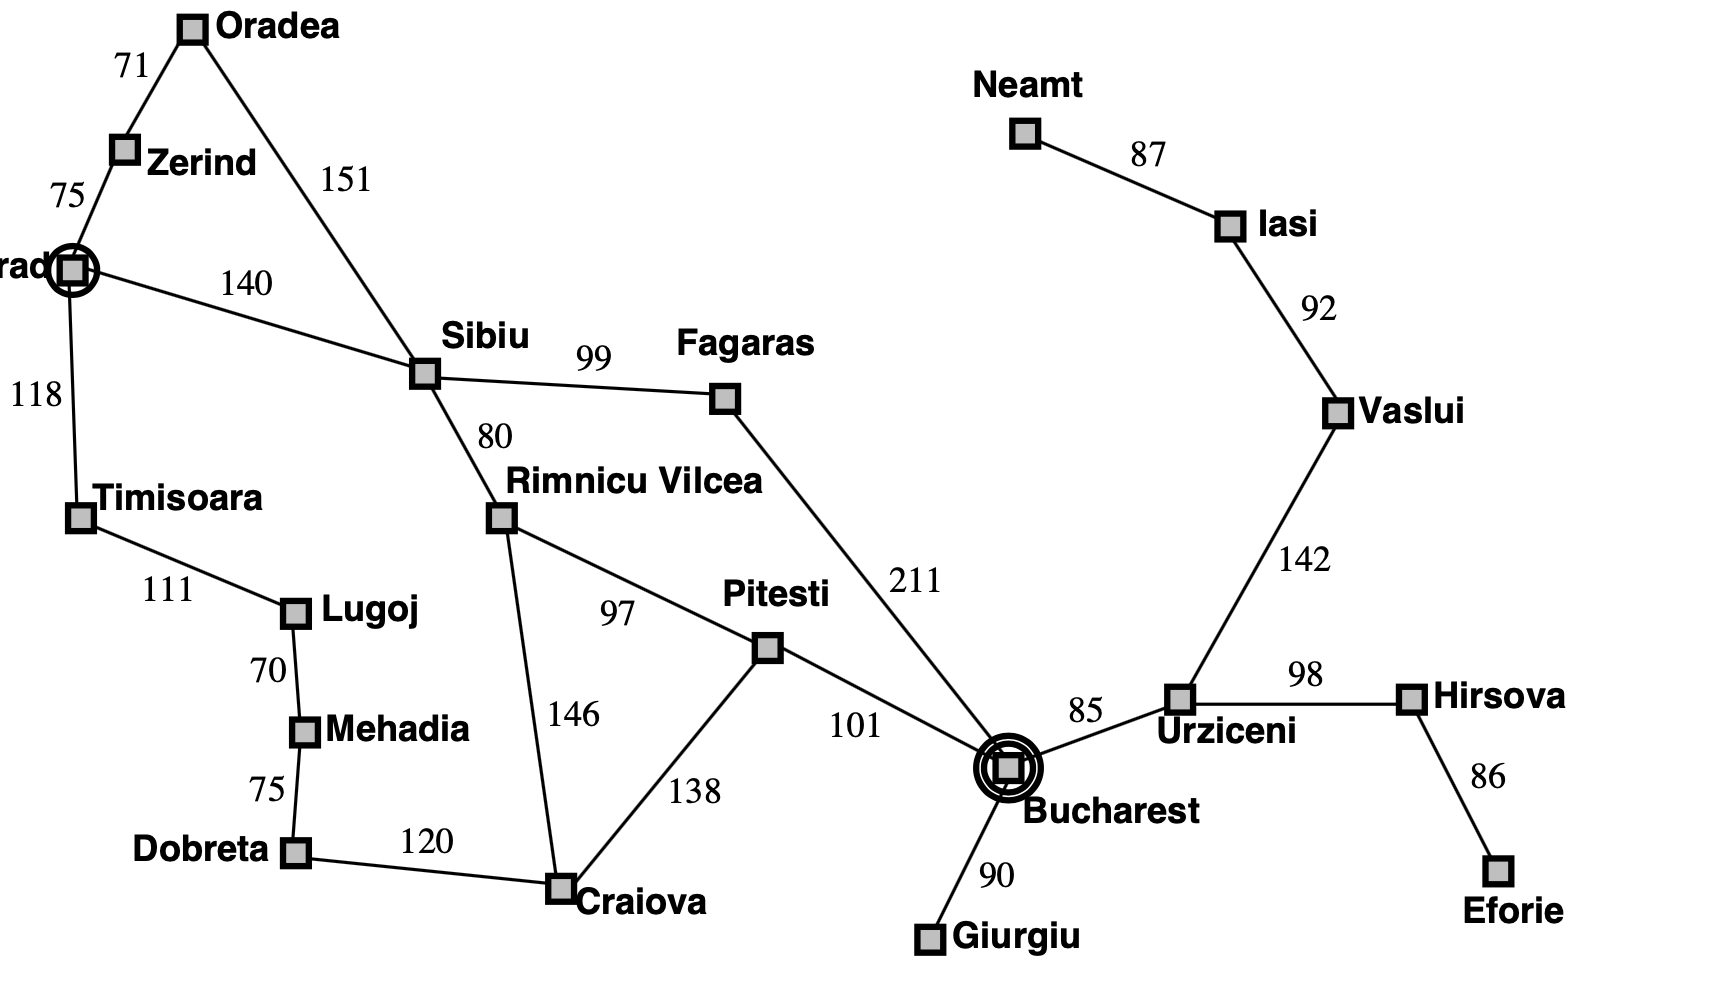 Oradea
71
Neamt
87
Zerind
151
75
Iasi
rad
140
92
Sibiu
Fagaras
99
118
Vaslui
80
Rimnicu Vilcea
Timisoara
142
211
111
Lugoj
97
Pitesti
70
98
Hirsova
146
85
Mehadia
101
Urziceni
86
75
138
Bucharest
Dobreta
120
90
Craiova
Eforie
Giurgiu